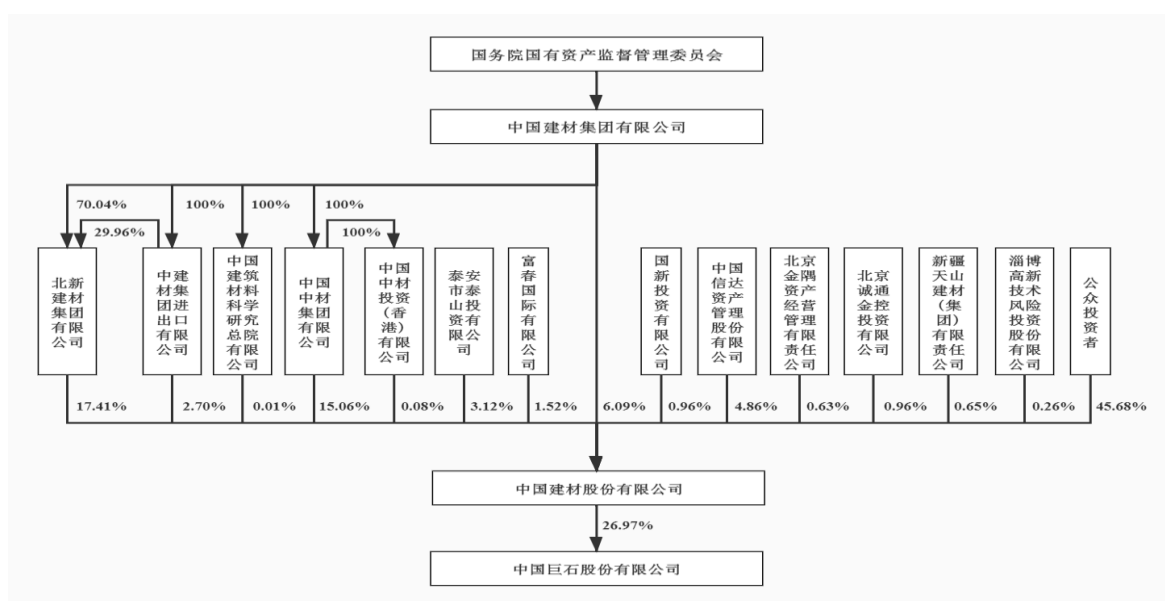 国务院国有资产监督管理委员会
中国建材集团有限公司
70.04%
100%
100%
100%
29.96%
100%
北新建材集团有限公司
中建材集团进出口有限公司
中国建筑材料科学研究总院有限公司
中国中材集团有限公司
中国中材投资（香港）有限公司
泰安市泰山投资有限公司
富春国际有限公司
国新投资有限公司
中国信达资产管理股份有限公司
北京金隅资产经营管理有限责任公司
北京诚通金控投资有限公司
新疆天山建材（集团）有限责任公司
淄博高新技术风险投资股份有限公司
公众投资者
17.41%
2.70%
0.01%
15.06%
0.08%
3.12%
1.52%
6.09%
0.96%
4.86%
0.63%
0.96%
0.65%
0.26%
45.68%
中国建材股份有限公司
26.97%
中国巨石股份有限公司